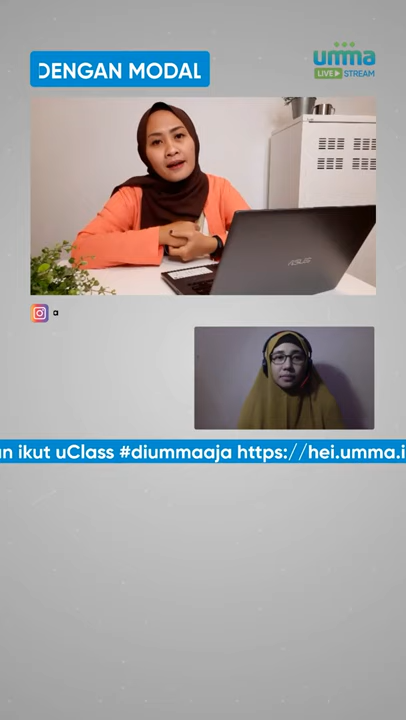 DENGAN MODAL
umma
LIVE STREAM
ASUS
ikut uClass #diummaaja https://hei.umma.i